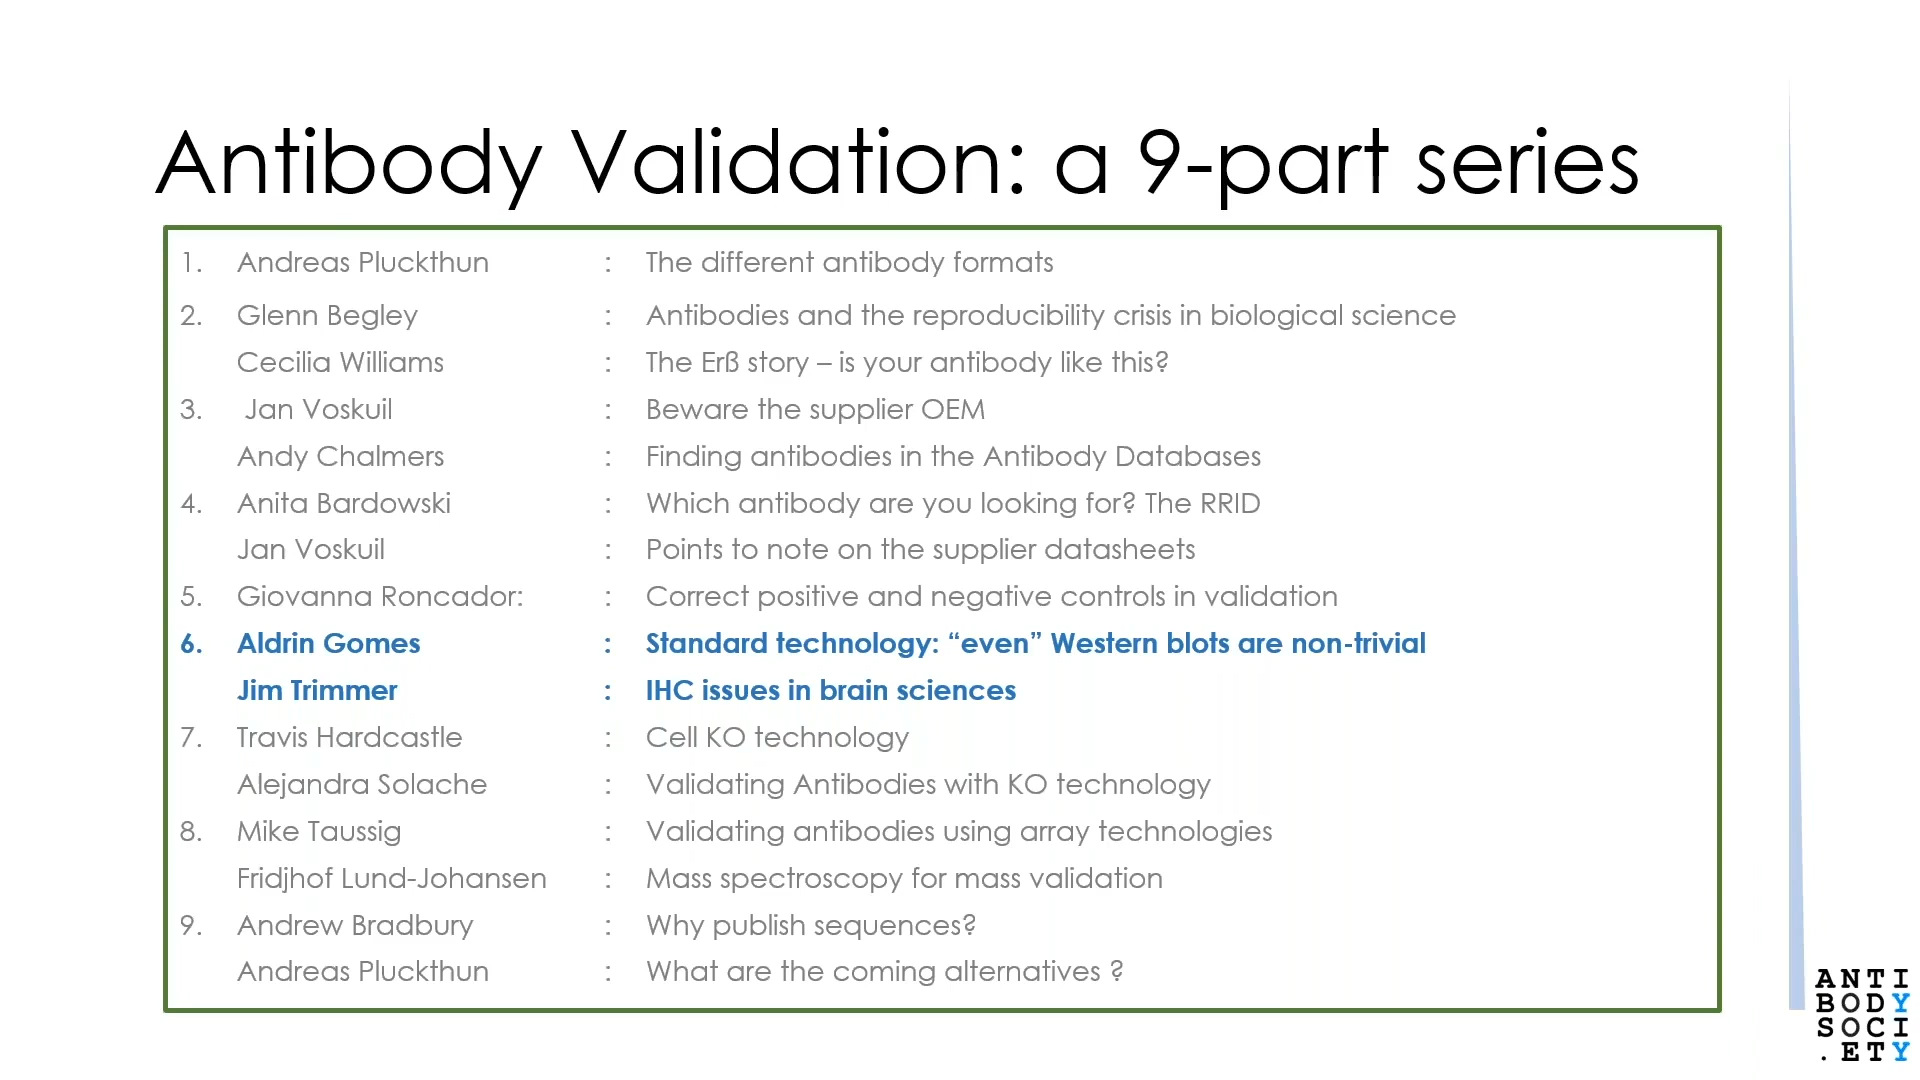 Antibody Validation: a 9-part series
1. Andreas Pluckthun : The different antibody formats
2. Glenn Begley : Antibodies and the reproducibility crisis in biological science
Cecilia Williams : The Erß story – is your antibody like this?
3. Jan Voskuil : Beware the supplier OEM
Andy Chalmers : Finding antibodies in the Antibody Databases
4. Anita Bardowski : Which antibody are you looking for? The RRID
Jan Voskuil : Points to note on the supplier datasheets
5. Giovanna Roncador: : Correct positive and negative controls in validation
6. Aldrin Gomes : Standard technology: “even” Western blots are non-trivial
Jim Trimmer : IHC issues in brain sciences
7. Travis Hardcastle : Cell KO technology
Alejandra Solache : Validating Antibodies with KO technology
8. Mike Taussig : Validating antibodies using array technologies
Fridjhof Lund-Johansen : Mass spectroscopy for mass validation
9. Andrew Bradbury : Why publish sequences?
Andreas Pluckthun : What are the coming alternatives ?
ANTI
BODY
SOCI
.ETY